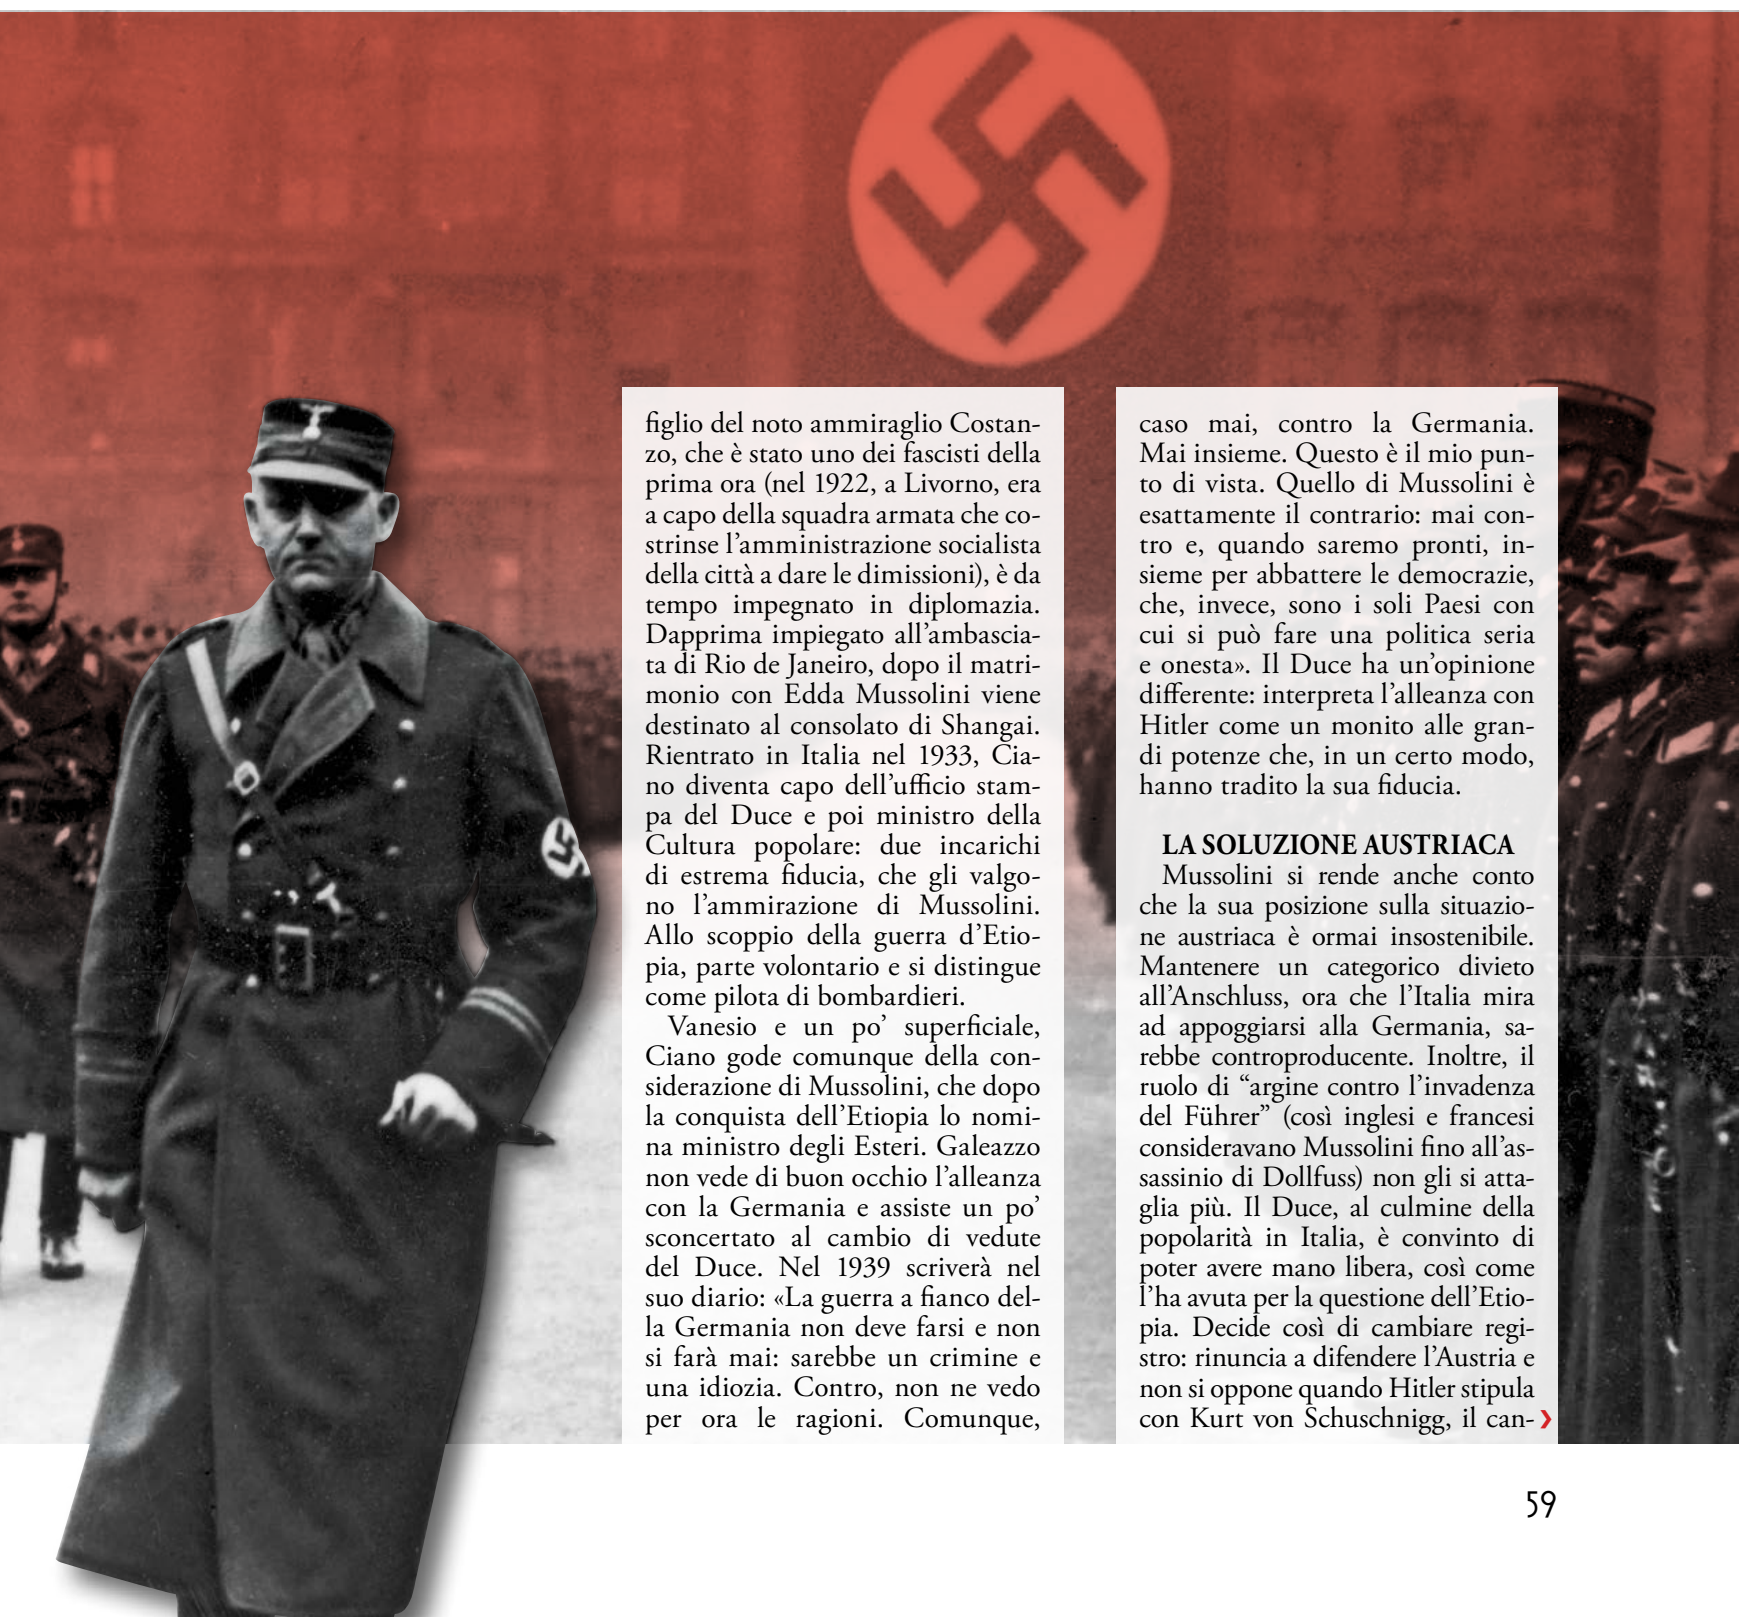 figlio del noto ammiraglio Costan-
zo, che è stato uno dei fascisti della
prima ora (nel 1922, a Livorno, era
a capo della squadra armata che co-
strinse l’amministrazione socialista
della città a dare le dimissioni), è da
tempo impegnato in diplomazia.
Dapprima impiegato all’ambascia-
ta di Rio de Janeiro, dopo il matri-
monio con Edda Mussolini viene
destinato al consolato di Shangai.
Rientrato in Italia nel 1933, Cia-
no diventa capo dell’ufficio stam-
pa del Duce e poi ministro della
Cultura popolare: due incarichi
di estrema fiducia, che gli valgo-
no l’ammirazione di Mussolini.
Allo scoppio della guerra d’Etio-
pia, parte volontario e si distingue
come pilota di bombardieri.
Vanesio e un po’ superficiale,
Ciano gode comunque della con-
siderazione di Mussolini, che dopo
la conquista dell’Etiopia lo nomi-
na ministro degli Esteri. Galeazzo
non vede di buon occhio l’alleanza
con la Germania e assiste un po’
sconcertato al cambio di vedute
del Duce. Nel 1939 scriverà nel
suo diario: «La guerra a fianco del-
la Germania non deve farsi e non
si farà mai: sarebbe un crimine e
una idiozia. Contro, non ne vedo
per ora le ragioni. Comunque,
caso mai, contro la Germania.
Mai insieme. Questo è il mio pun-
to di vista. Quello di Mussolini è
esattamente il contrario: mai con-
tro e, quando saremo pronti, in-
sieme per abbattere le democrazie,
che, invece, sono i soli Paesi con
cui si può fare una politica seria
e onesta». Il Duce ha un’opinione
differente: interpreta l’alleanza con
Hitler come un monito alle gran-
di potenze che, in un certo modo,
hanno tradito la sua fiducia.
LA SOLUZIONE AUSTRIACA
Mussolini si rende anche conto
che la sua posizione sulla situazio-
ne austriaca è ormai insostenibile.
Mantenere un categorico divieto
all’Anschluss, ora che l’Italia mira
ad appoggiarsi alla Germania, sa-
rebbe controproducente. Inoltre, il
ruolo di “argine contro l’invadenza
del Führer” (così inglesi e francesi
consideravano Mussolini fino all’as-
sassinio di Dollfuss) non gli si atta-
glia più. Il Duce, al culmine della
popolarità in Italia, è convinto di
poter avere mano libera, così come
l’ha avuta per la questione dell’Etio-
pia. Decide così di cambiare regi-
stro: rinuncia a difendere l’Austria e
non si oppone quando Hitler stipula
con Kurt von Schuschnigg, il can-
59